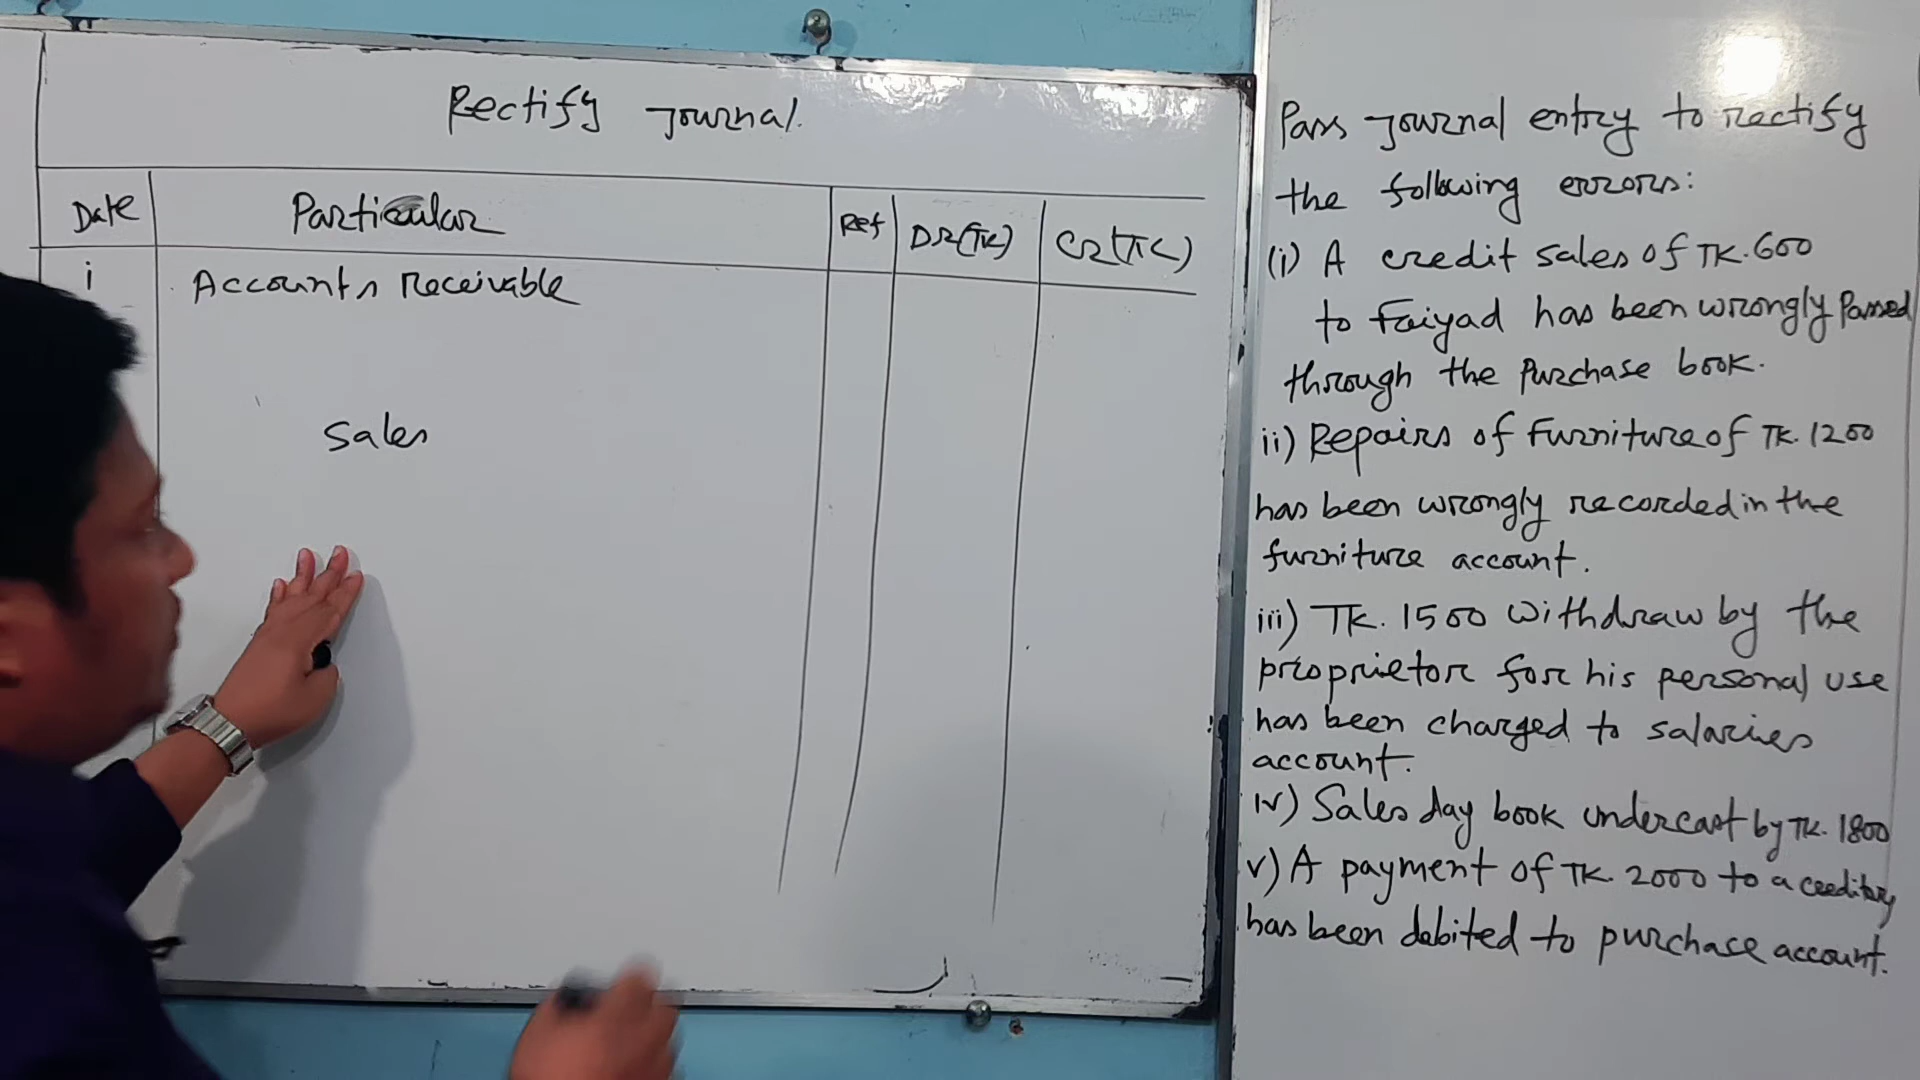 Rectify Journal.
Date Particular Ref DR(TK) CR(TK)
i Accounts receivable
Sales
Pass Journal entry to rectify
the following errors:
(i) A credit sales of TK.600
to Faiyad has been wrongly Passed
through the Purchase book.
ii) Repairs of Furniture of TK. 1200
has been wrongly recorded in the
furniture account.
iii) TK. 1500 Withdraw by the
proprietor for his personal use
has been charged to salaries
account.
iv) Sales day book undercast by TK. 1800
v) A payment of TK. 2000 to a
has been debited to purchase account.